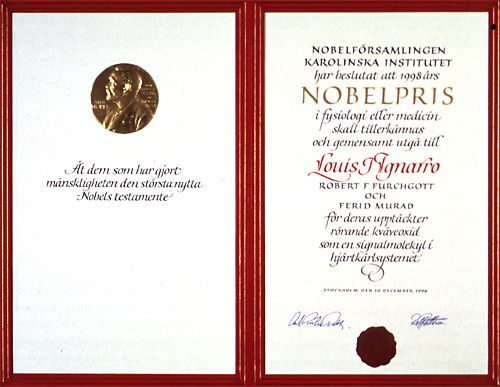 Åt dem som har gjort
mänskligheten den största nytta
Nobels testamente
NOBELFÖRSAMLINGEN
KAROLINSKA INSTITUTET
har beslutat att 1998 års
NOBELPRIS
i fysiologi eller medicin
skall tillerkännas
och gemensamt utgå till
Louis J Ignarro
ROBERT F FURCHGOTT
OCH
FERID MURAD
för deras upptäckter
rörande kväveoxid
som en signalmolekyl i
hjärtkärlsystemet
STOCKHOLM DEN 10 DECEMBER 1998